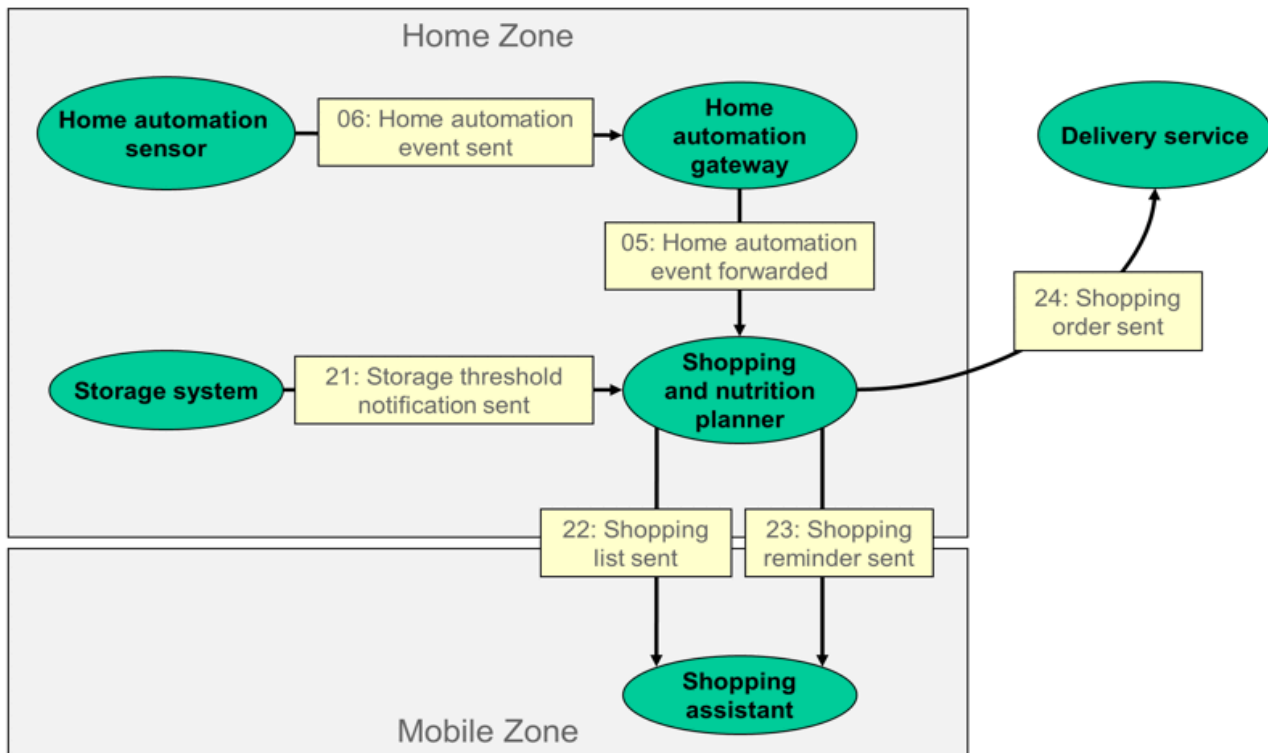 Home Zone
Home automation
sensor
06: Home automation
event sent
Home
automation
gateway
Delivery service
05: Home automation
event forwarded
24: Shopping
order sent
Storage system
21: Storage threshold
notification sent
Shopping
and nutrition
planner
22: Shopping
list sent
23: Shopping
reminder sent
Shopping
assistant
Mobile Zone